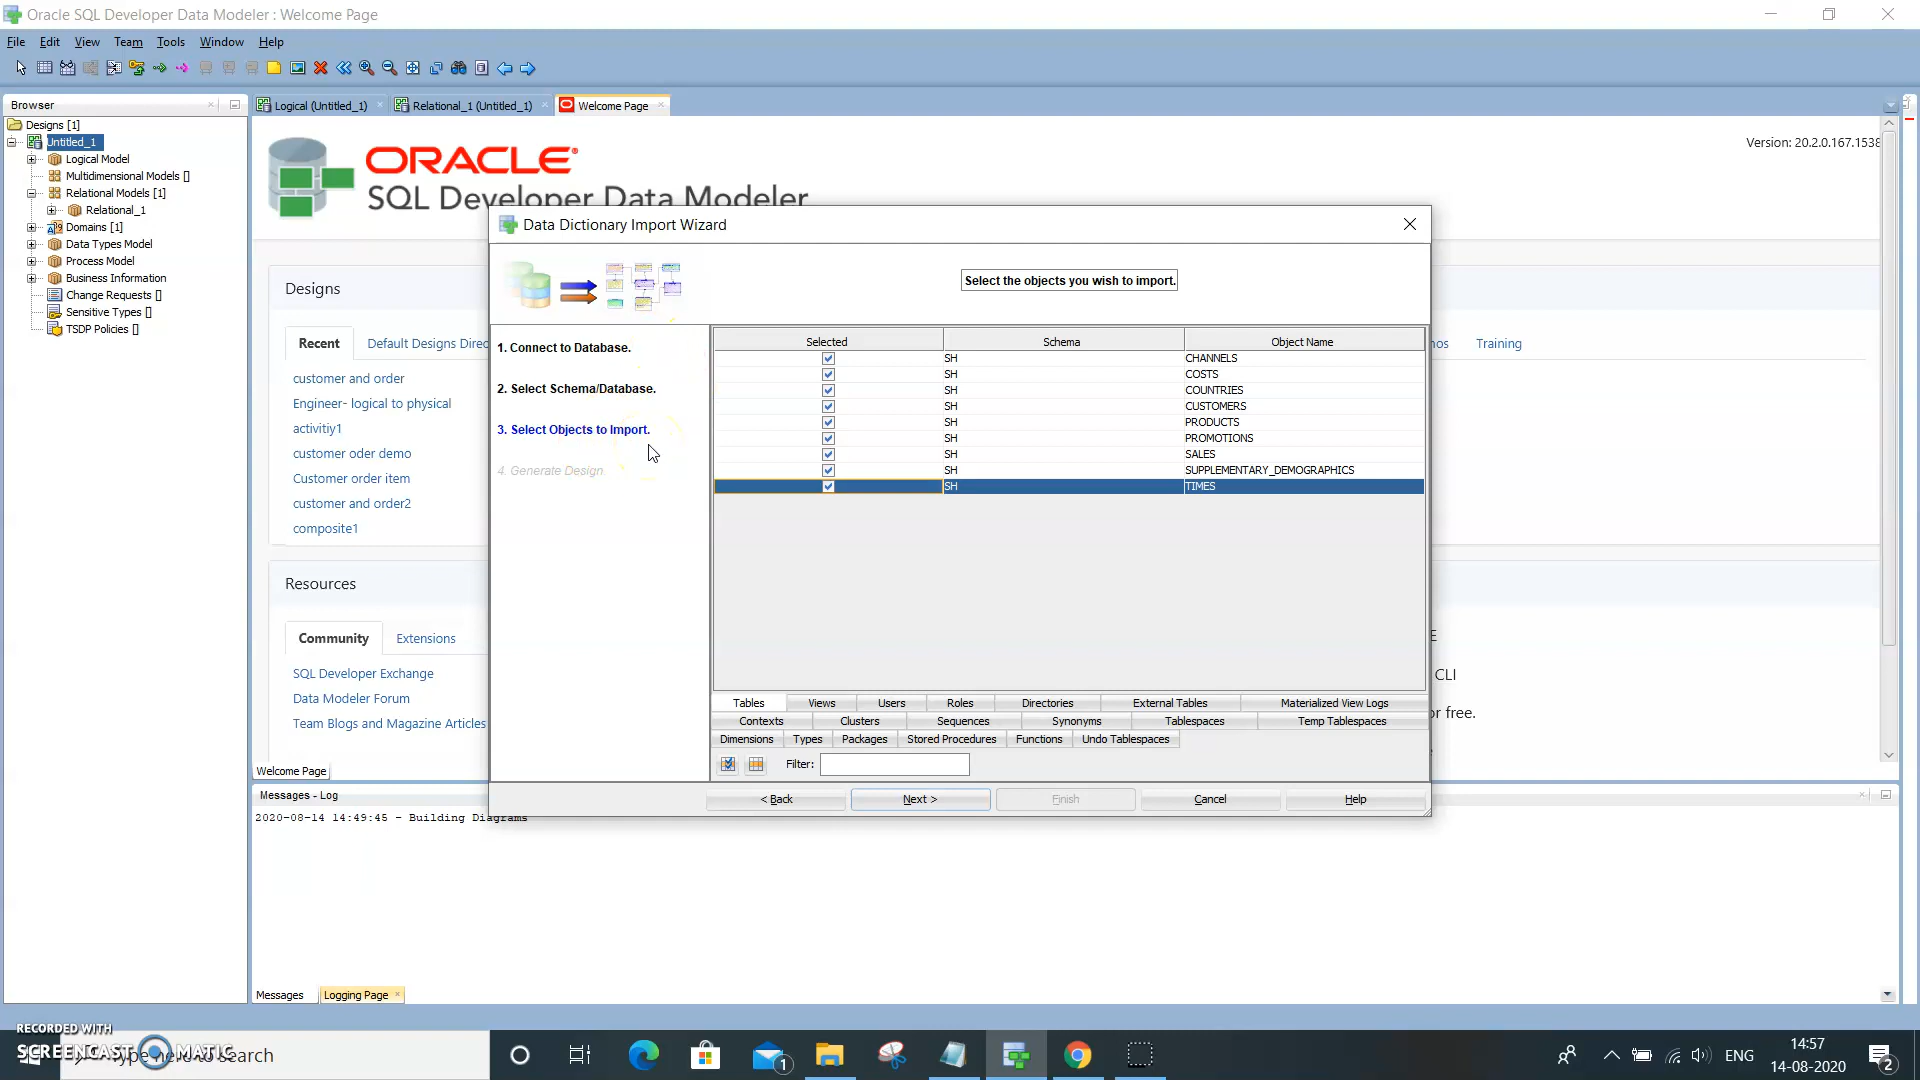 Oracle SQL Developer Data Modeler : Welcome Page
File Edit View Team Tools Window Help
Browser
Logical (Untitled_1)
Relational_1 (Untitled_1)
Welcome Page
Designs [1]
Untitled_1
Logical Model
Multidimensional Models []
Relational Models [1]
Relational_1
Domains [1]
Data Types Model
Process Model
Business Information
Change Requests []
Sensitive Types []
TSDP Policies []
Version: 20.2.0.167.1538
ORACLE
SQL Developer Data Modeler
Designs
Recent
Default Designs Direc
Training
customer and order
Engineer- logical to physical
activitiy1
customer oder demo
Customer order item
customer and order2
composite1
Resources
Community
Extensions
SQL Developer Exchange
Data Modeler Forum
Team Blogs and Magazine Articles
CLI
or free.
Data Dictionary Import Wizard
Select the objects you wish to import.
1. Connect to Database.
2. Select Schema/Database.
3. Select Objects to Import.
4. Generate Design.
Selected Schema Object Name
SH CHANNELS
SH COSTS
SH COUNTRIES
SH CUSTOMERS
SH PRODUCTS
SH PROMOTIONS
SH SALES
SH SUPPLEMENTARY_DEMOGRAPHICS
SH TIMES
Tables Views Users Roles Directories External Tables Materialized View Logs
Contexts Clusters Sequences Synonyms Tablespaces Temp Tablespaces
Dimensions Types Packages Stored Procedures Functions Undo Tablespaces
Filter:
< Back Next > Finish Cancel Help
Welcome Page
Messages - Log
2020-08-14 14:49:45 - Building Diagrams
Messages
Logging Page
RECORDED WITH
SCREENCAST MATIC
Type here to search
1
ENG
14:57
14-08-2020
2